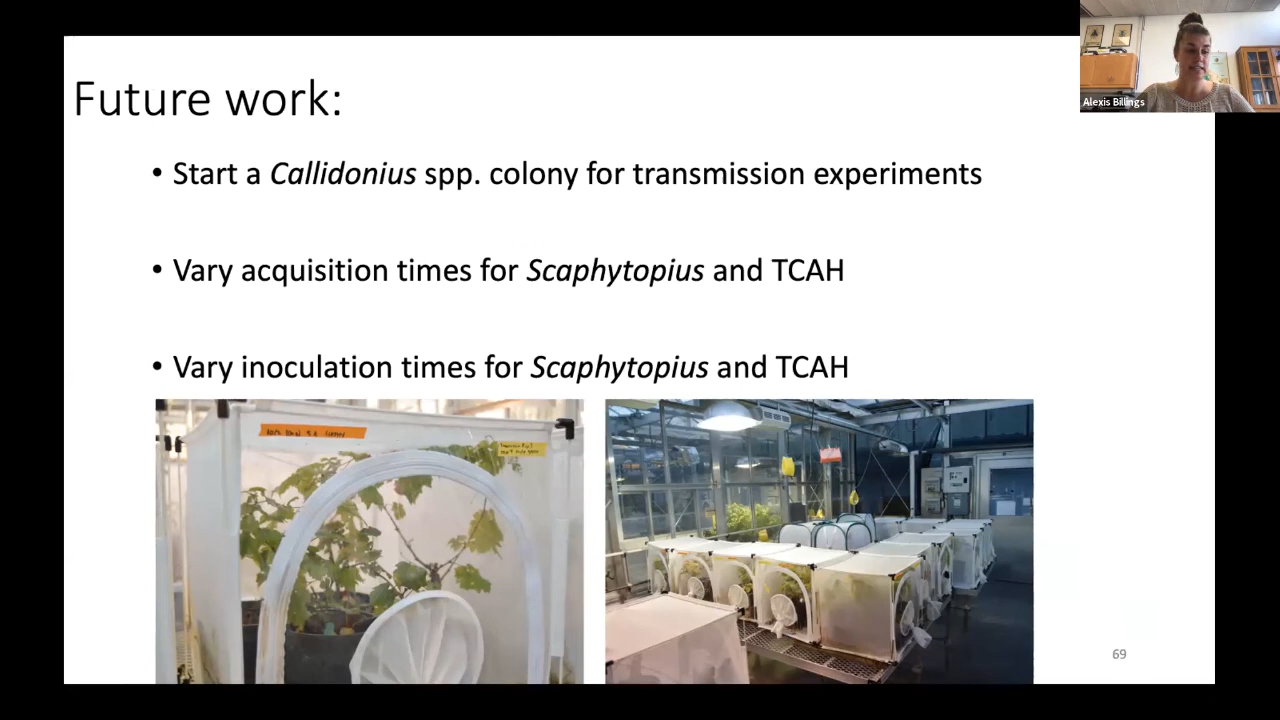 Future work:
Alexis Billings
• Start a Callidonius spp. colony for transmission experiments
• Vary acquisition times for Scaphytopius and TCAH
• Vary inoculation times for Scaphytopius and TCAH
69